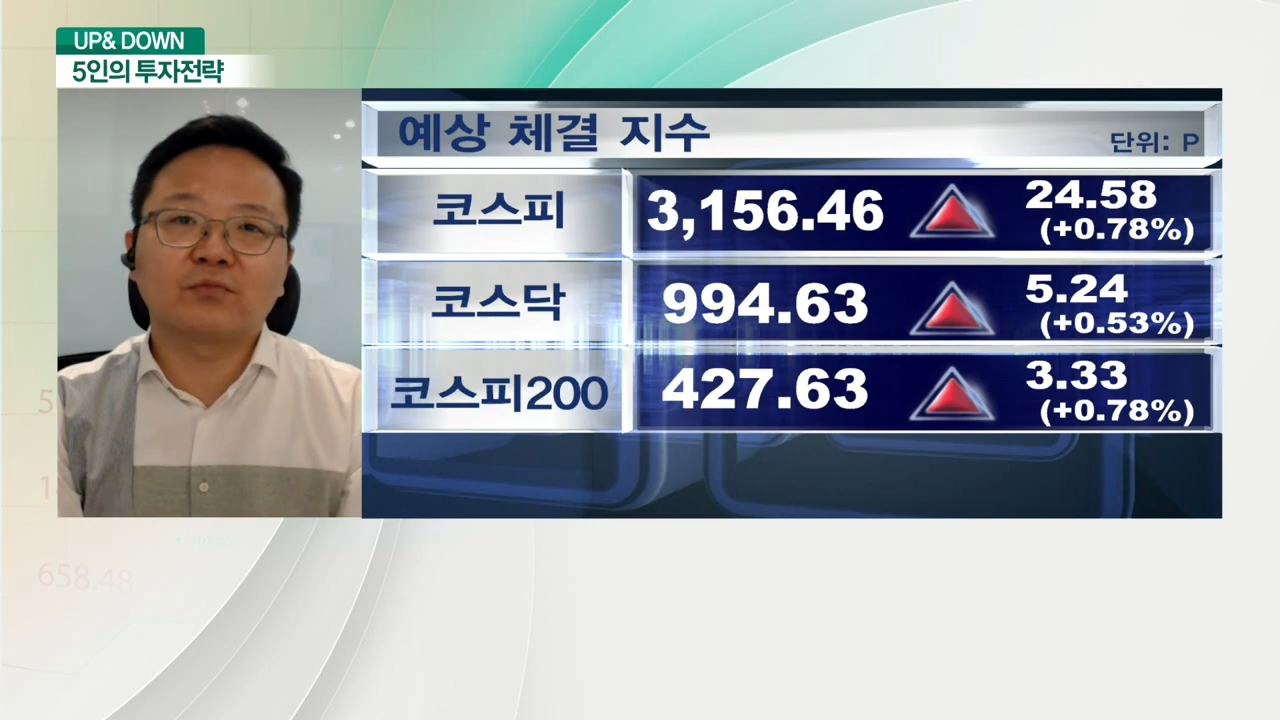 UP& DOWN
5인의 투자전략
예상 체결 지수
단위: P
코스피 3,156.46 ▲ 24.58
(+0.78%)
코스닥 994.63 ▲ 5.24
(+0.53%)
코스피200 427.63 ▲ 3.33
(+0.78%)
658.48